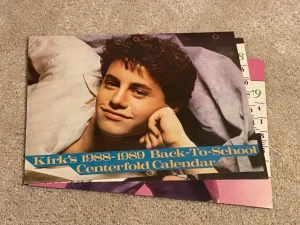 Kirk's 1988-1989 Back-To-School
Centerfold Calendar